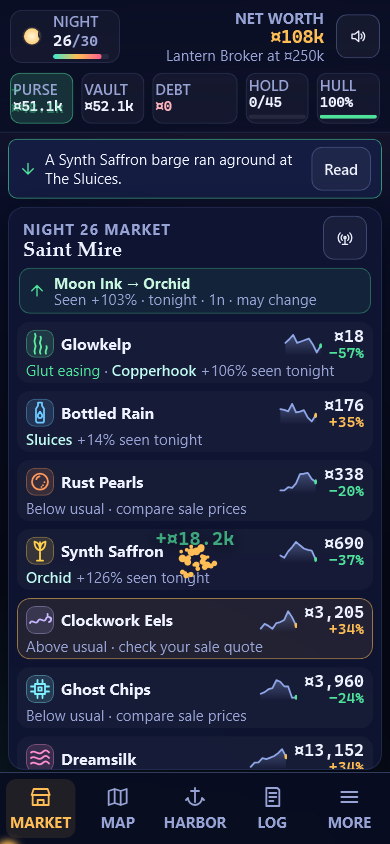 NIGHT
26/30
NET WORTH
¤108k
Lantern Broker at ¤250k
PURSE
¤51.1k
VAULT
¤52.1k
DEBT
¤0
HOLD
0/45
HULL
100%
A Synth Saffron barge ran aground at
The Sluices.
Read
NIGHT 26 MARKET
Saint Mire
Moon Ink → Orchid
Seen +103% · tonight · 1n · may change
Glowkelp
¤18
-57%
Glut easing · Copperhook +106% seen tonight
Bottled Rain
¤176
+35%
Sluices +14% seen tonight
Rust Pearls
¤338
-20%
Below usual · compare sale prices
+¤18.2k
Synth Saffron
¤690
-37%
Orchid +126% seen tonight
Clockwork Eels
¤3,205
+34%
Above usual · check your sale quote
Ghost Chips
¤3,960
-24%
Below usual · compare sale prices
Dreamsilk
¤13,152
+34%
MARKET
MAP
HARBOR
LOG
MORE